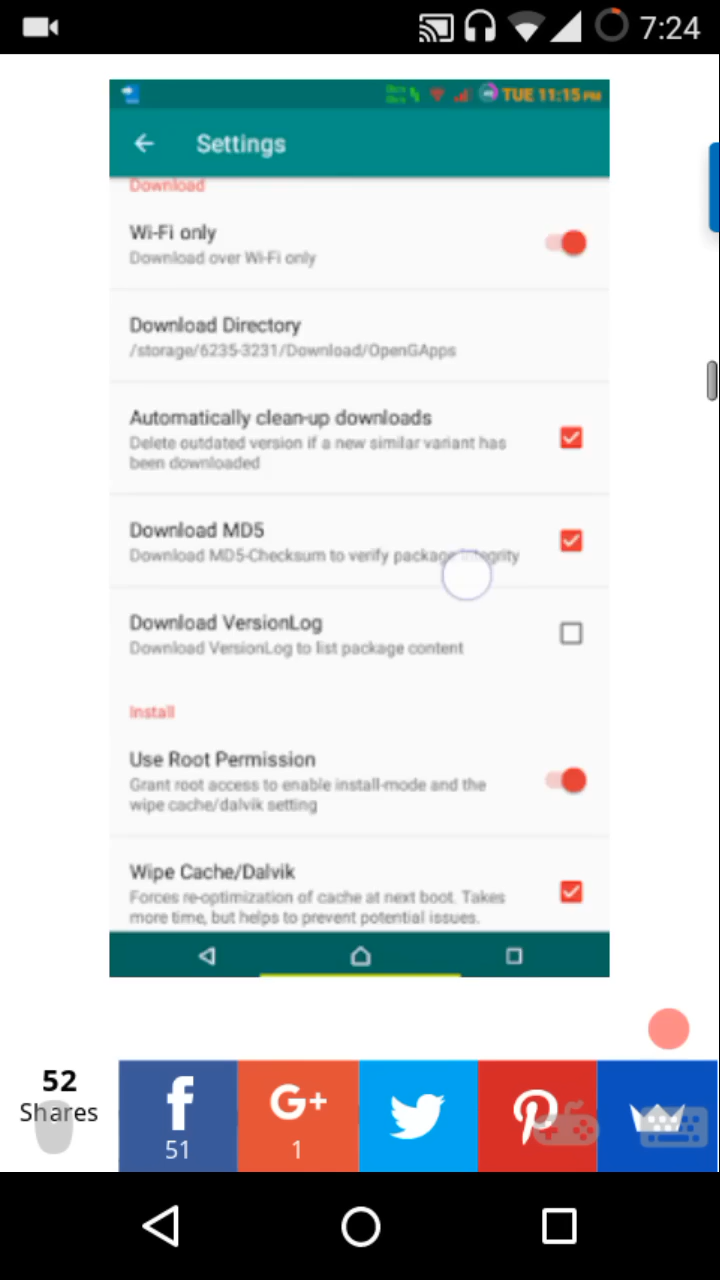 7:24
TUE 11:15 PM
Settings
Download
Wi-Fi only
Download over Wi-Fi only
Download Directory
/storage/6235-3231/Download/OpenGApps
Automatically clean-up downloads
Delete outdated version if a new similar variant has
been downloaded
Download MD5
Download MD5-Checksum to verify package integrity
Download VersionLog
Download VersionLog to list package content
Install
Use Root Permission
Grant root access to enable install-mode and the
wipe cache/dalvik setting
Wipe Cache/Dalvik
Forces re-optimization of cache at next boot. Takes
more time, but helps to prevent potential issues.
52
Shares
f
51
G+
1